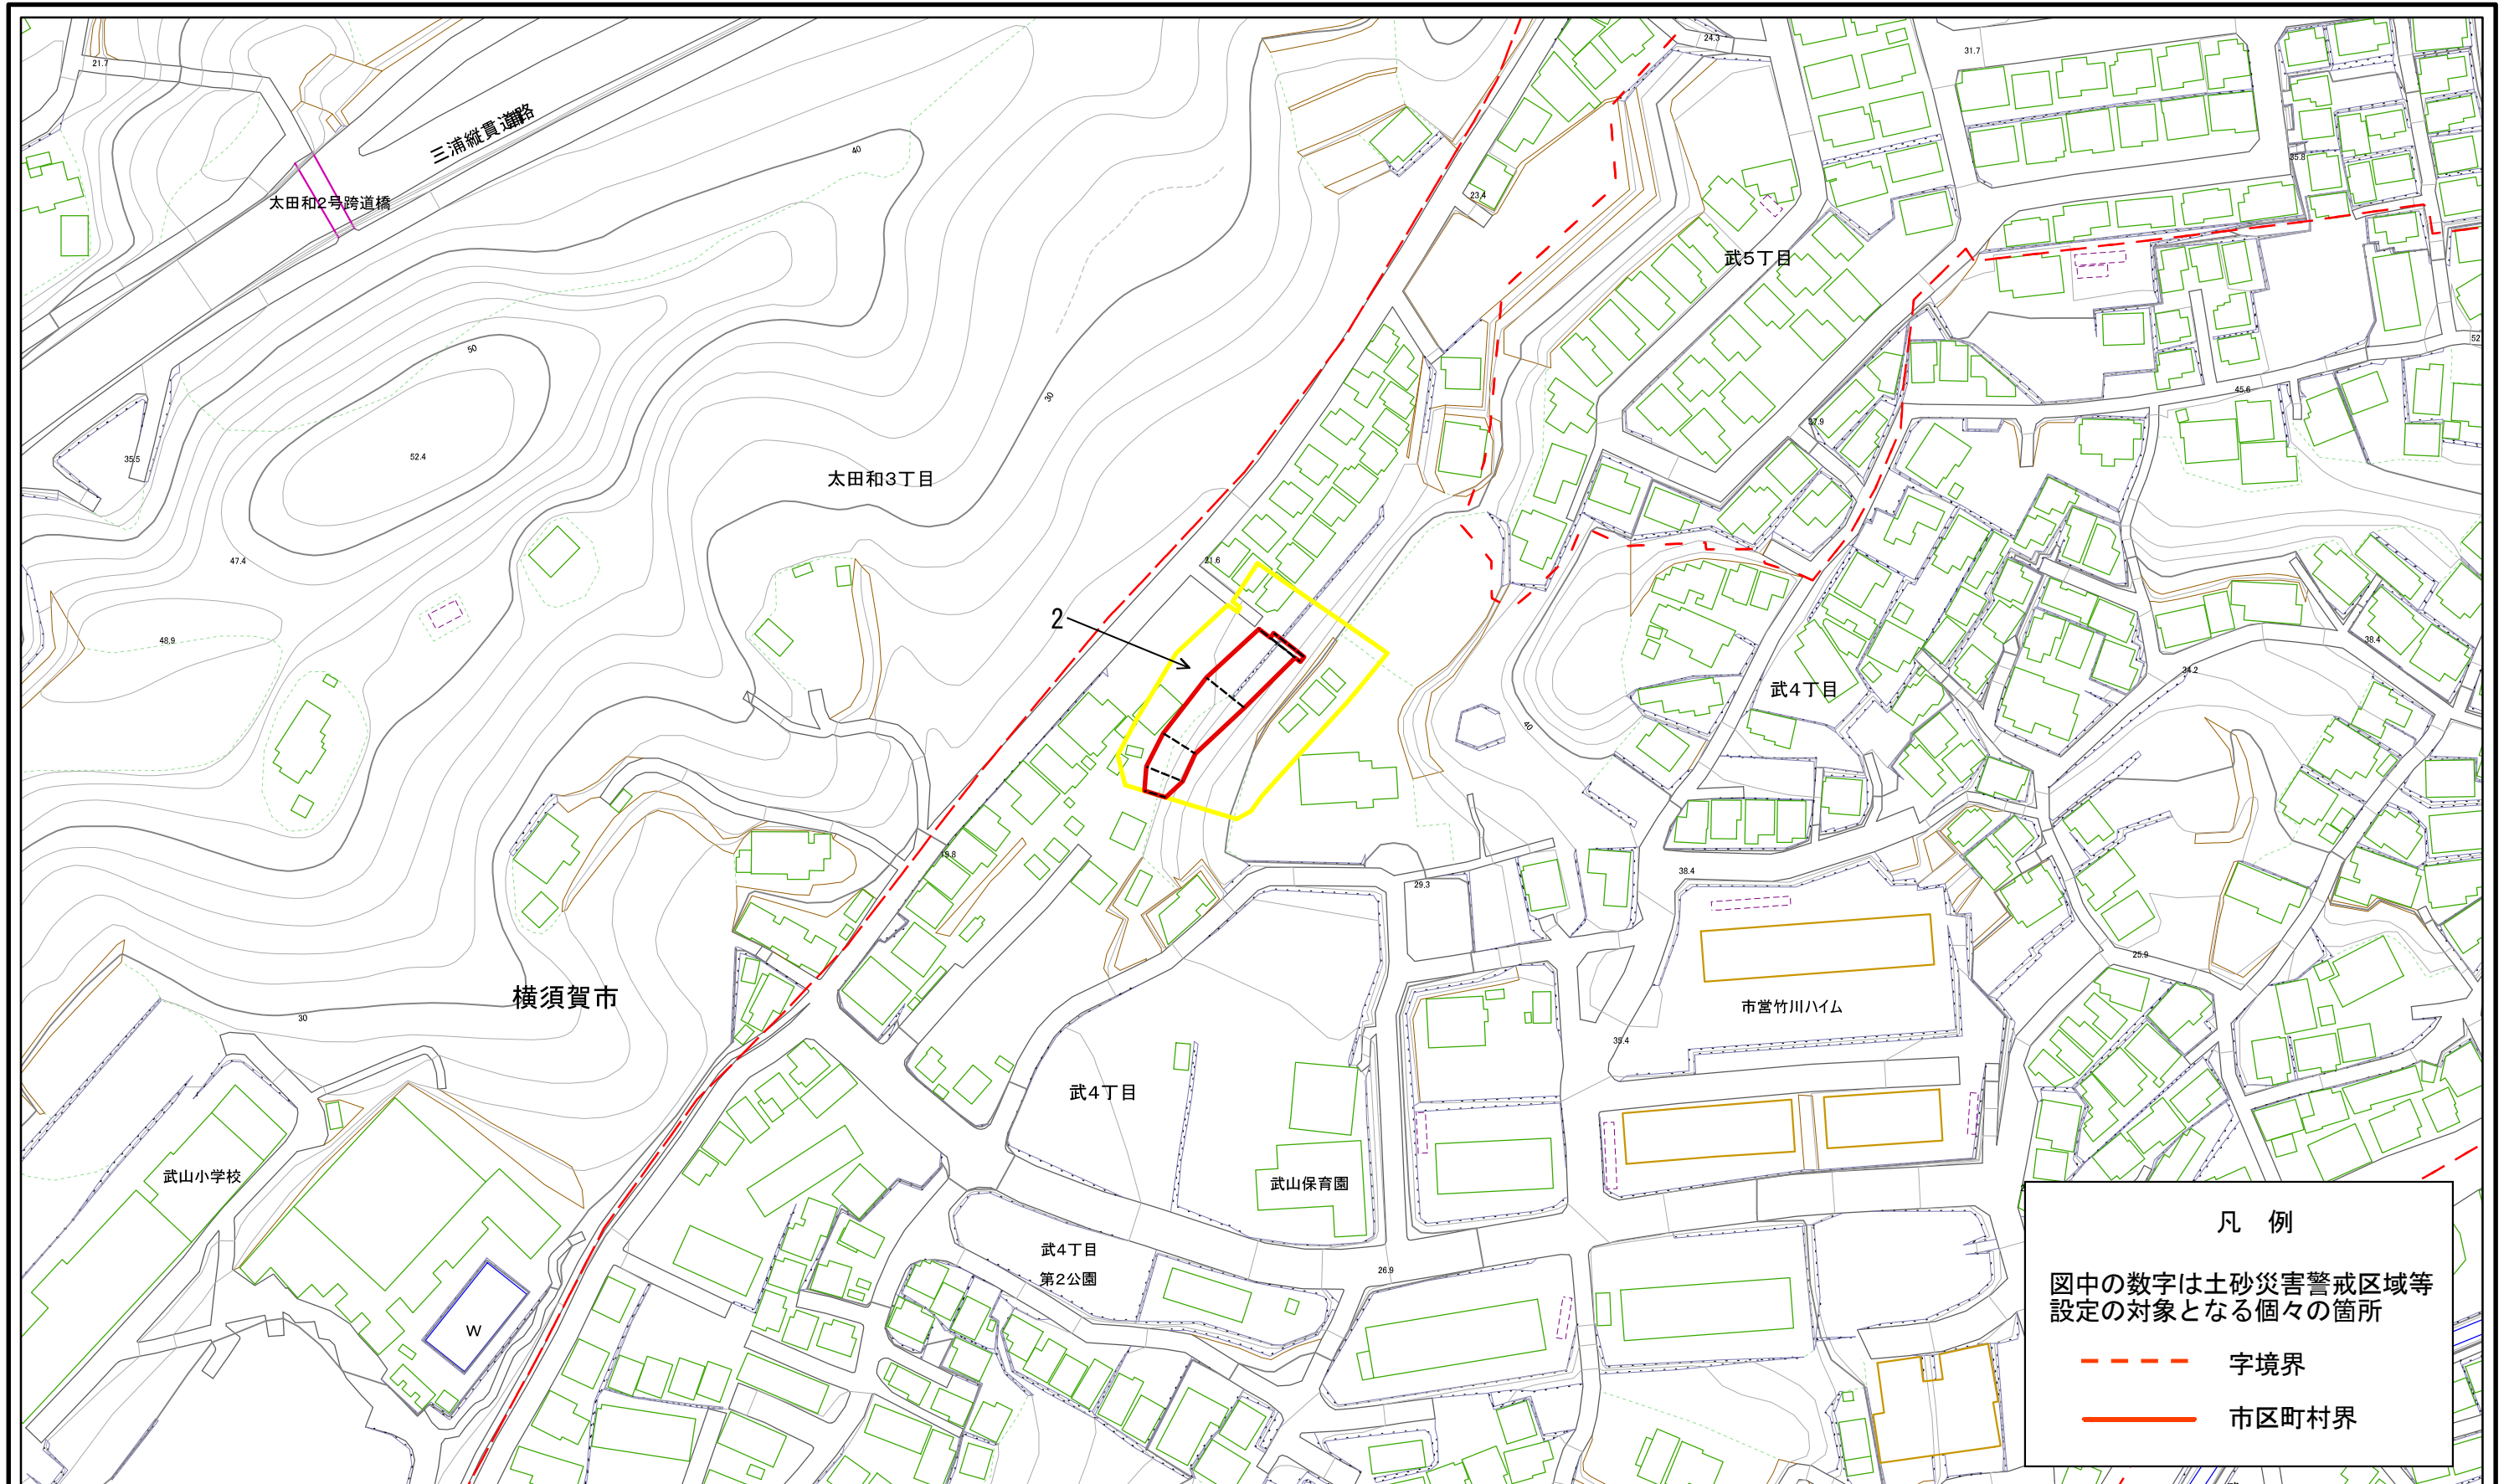 21.7
24.3
31.7
三浦縦貫道路
40
35.8
太田和2号跨道橋
23.4
武5丁目
50
52
30
45.6
37.9
52.4
35.5
太田和3丁目
47.4
21.6
2
48.9
38.4
34.2
武4丁目
40
19.8
38.4
29.3
25.9
横須賀市
市営竹川ハイム
30
35.4
武4丁目
武山小学校
武山保育園
武4丁目
第2公園
26.9
W
凡 例
図中の数字は土砂災害警戒区域等
設定の対象となる個々の箇所
字境界
市区町村界